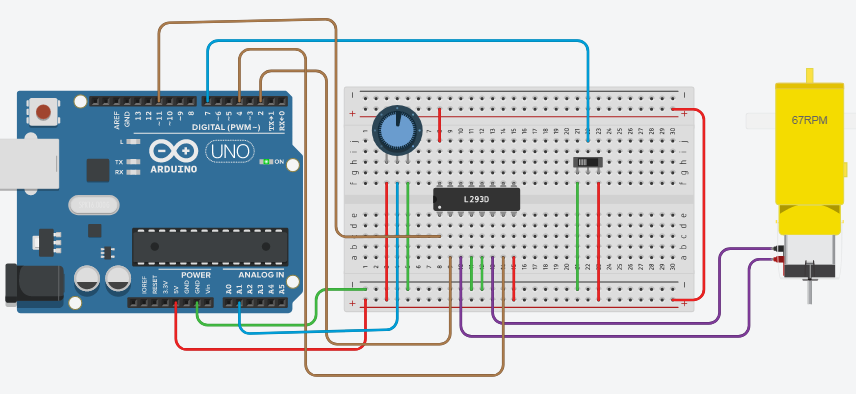 AREF
GND
13
12
~11
~10
~9
8
7
~6
~5
4
~3
2
TX→1
RX←0
DIGITAL (PWM~)
L
TX
RX
ARDUINO
UNO
ON
IOREF
RESET
3.3V
5V
GND
GND
Vin
POWER
A0
A1
A2
A3
A4
A5
ANALOG IN
L293D
67RPM